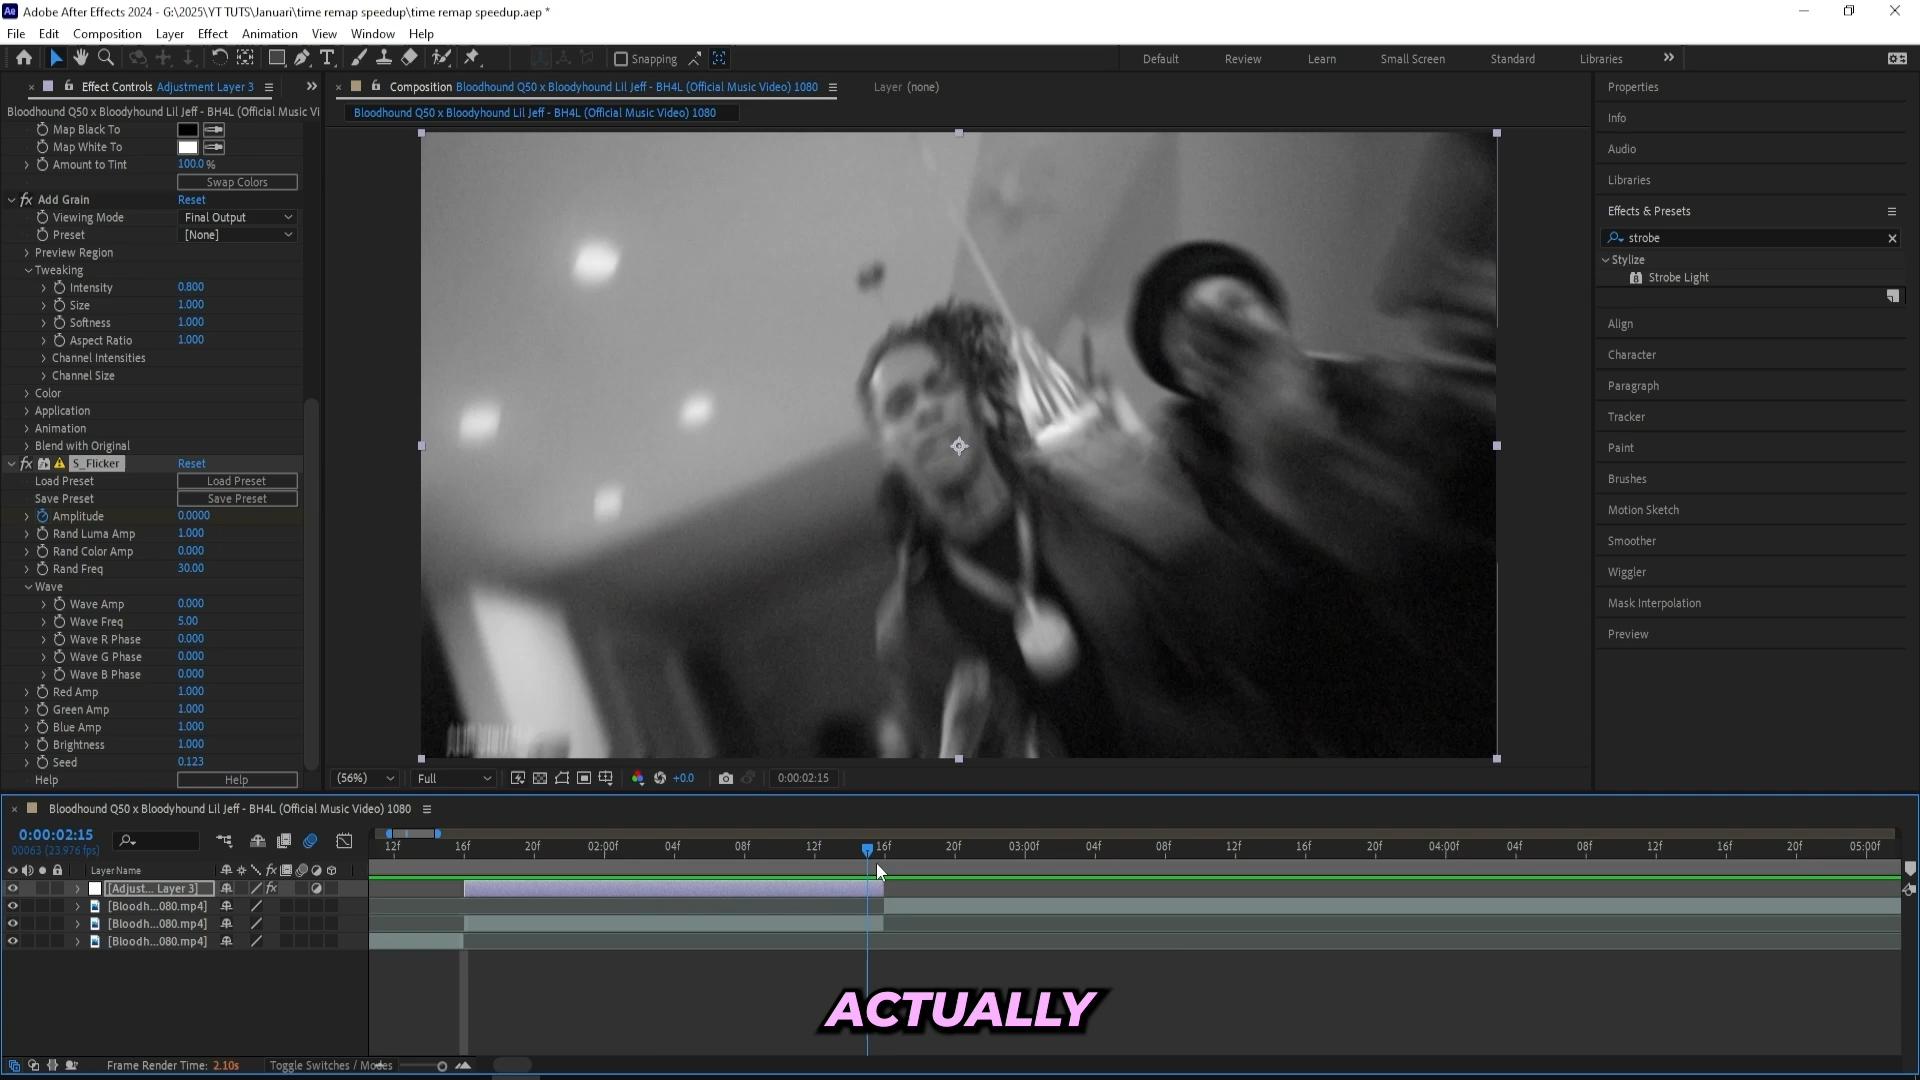 Adobe After Effects 2024 - G:\2025\YT TUTS\Januari\time remap speedup\time remap speedup.aep *
File Edit Composition Layer Effect Animation View Window Help
Snapping
Default Review Learn Small Screen Standard Libraries
Effect Controls Adjustment Layer 3
Composition Bloodhound Q50 x Bloodyhound Lil Jeff - BH4L (Official Music Video) 1080
Layer (none)
Bloodhound Q50 x Bloodyhound Lil Jeff - BH4L (Official Music Vi
Bloodhound Q50 x Bloodyhound Lil Jeff - BH4L (Official Music Video) 1080
Map Black To
Map White To
Amount to Tint 100.0 %
Swap Colors
fx Add Grain Reset
Viewing Mode Final Output
Preset [None]
Preview Region
Tweaking
Intensity 0.800
Size 1.000
Softness 1.000
Aspect Ratio 1.000
Channel Intensities
Channel Size
Color
Application
Animation
Blend with Original
fx S_Flicker Reset
Load Preset Load Preset
Save Preset Save Preset
Amplitude 0.0000
Rand Luma Amp 1.000
Rand Color Amp 0.000
Rand Freq 30.00
Wave
Wave Amp 0.000
Wave Freq 5.00
Wave R Phase 0.000
Wave G Phase 0.000
Wave B Phase 0.000
Red Amp 1.000
Green Amp 1.000
Blue Amp 1.000
Brightness 1.000
Seed 0.123
Help Help
(56%) Full +0.0 0:00:02:15
Properties
Info
Audio
Libraries
Effects & Presets
strobe
Stylize
Strobe Light
Align
Character
Paragraph
Tracker
Paint
Brushes
Motion Sketch
Smoother
Wiggler
Mask Interpolation
Preview
Bloodhound Q50 x Bloodyhound Lil Jeff - BH4L (Official Music Video) 1080
0:00:02:15
00063 (23.976 fps)
12f 16f 20f 02:00f 04f 08f 12f 16f 20f 03:00f 04f 08f 12f 16f 20f 04:00f 04f 08f 12f 16f 20f 05:00f
Layer Name
[Adjust... Layer 3]
[Bloodh...080.mp4]
[Bloodh...080.mp4]
[Bloodh...080.mp4]
ACTUALLY
Frame Render Time: 2.10s Toggle Switches / Modes